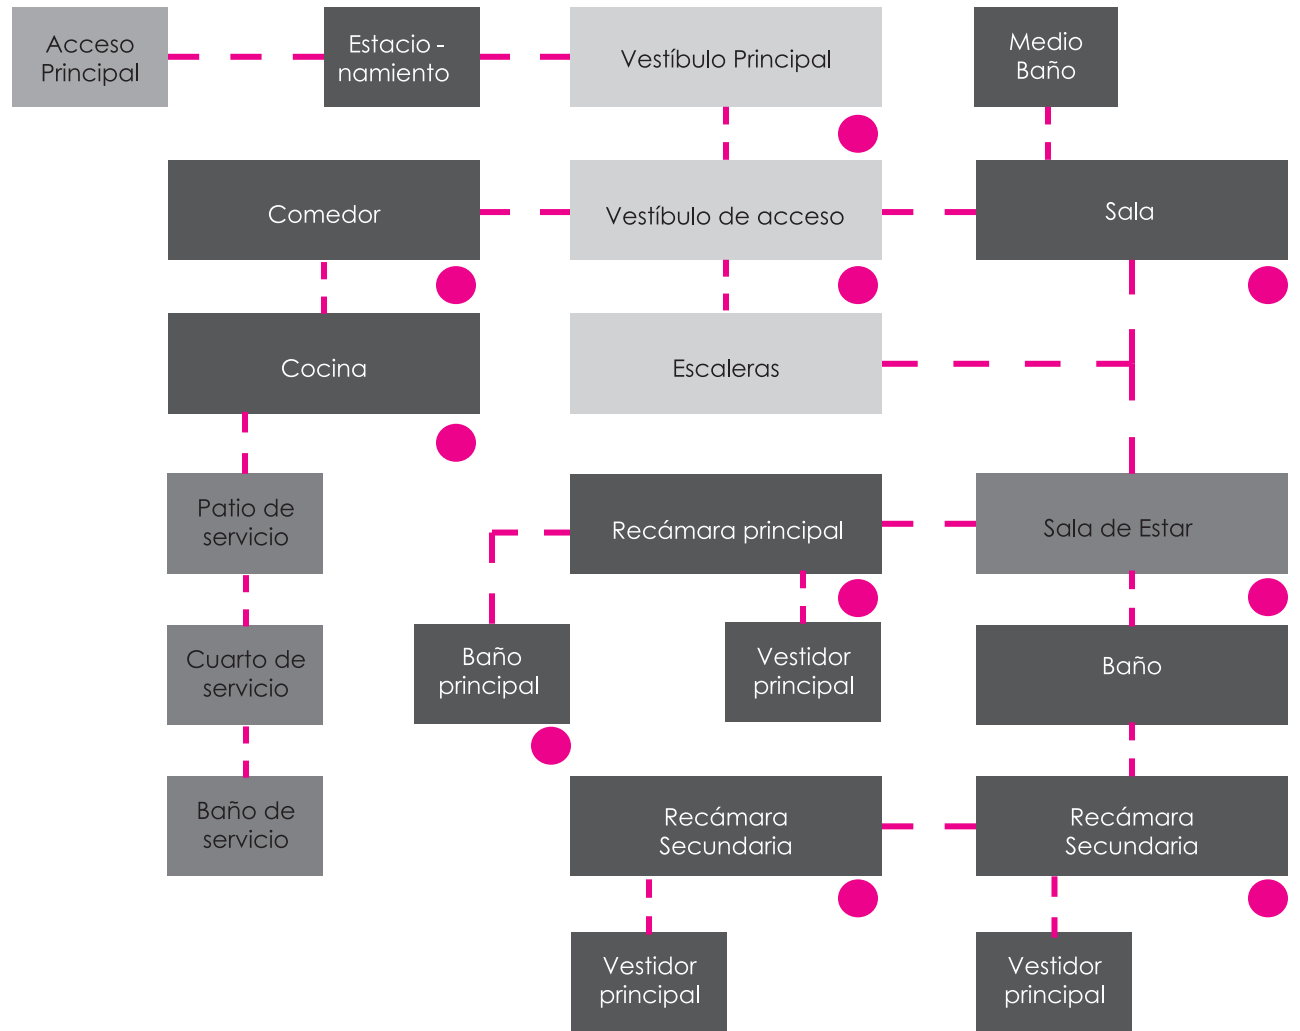 Acceso
Principal
Estacio -
namiento
Vestíbulo Principal
Medio
Baño
Comedor
Vestíbulo de acceso
Sala
Cocina
Escaleras
Patio de
servicio
Recámara principal
Sala de Estar
Cuarto de
servicio
Baño
principal
Vestidor
principal
Baño
Baño de
servicio
Recámara
Secundaria
Recámara
Secundaria
Vestidor
principal
Vestidor
principal